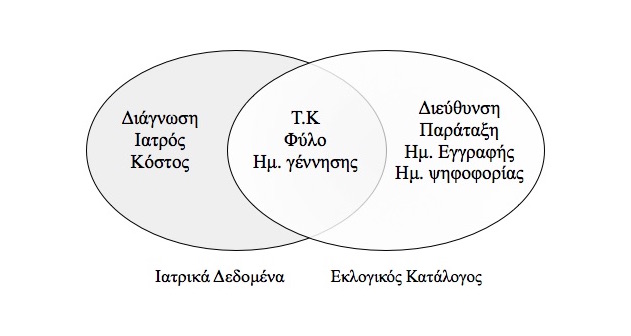 Διάγνωση
Ιατρός
Κόστος
Τ.Κ
Φύλο
Ημ. γέννησης
Διεύθυνση
Παράταξη
Ημ. Εγγραφής
Ημ. ψηφοφορίας
Ιατρικά Δεδομένα
Εκλογικός Κατάλογος